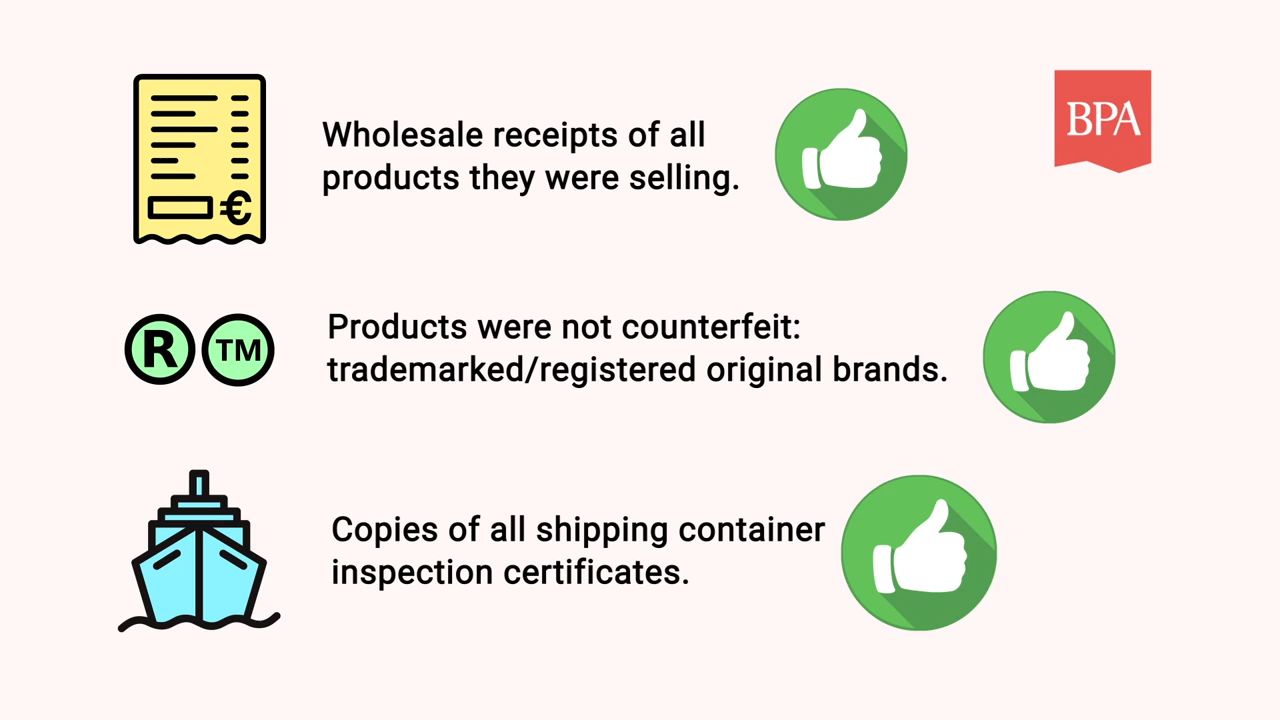 BPA
Wholesale receipts of all
products they were selling.
€
R TM
Products were not counterfeit:
trademarked/registered original brands.
Copies of all shipping container
inspection certificates.